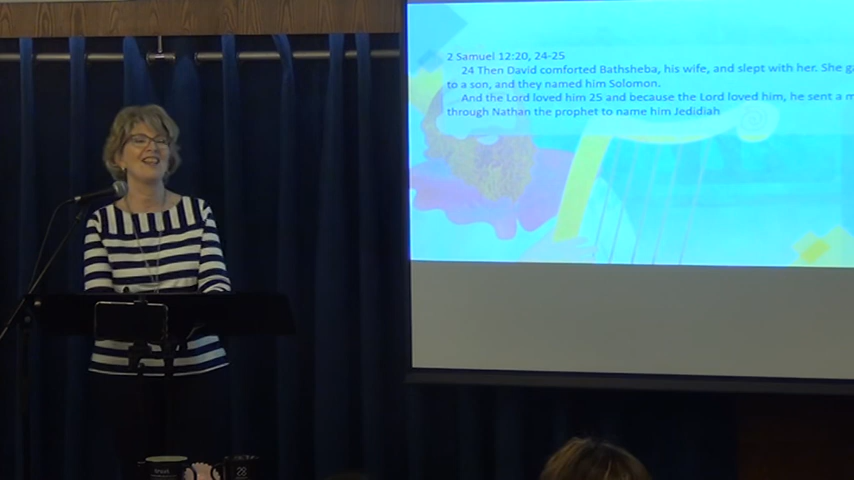 2 Samuel 12:20, 24-25
24 Then David comforted Bathsheba, his wife, and slept with her. She
to a son, and they named him Solomon.
And the Lord loved him 25 and because the Lord loved him, he sent a
through Nathan the prophet to name him Jedidiah